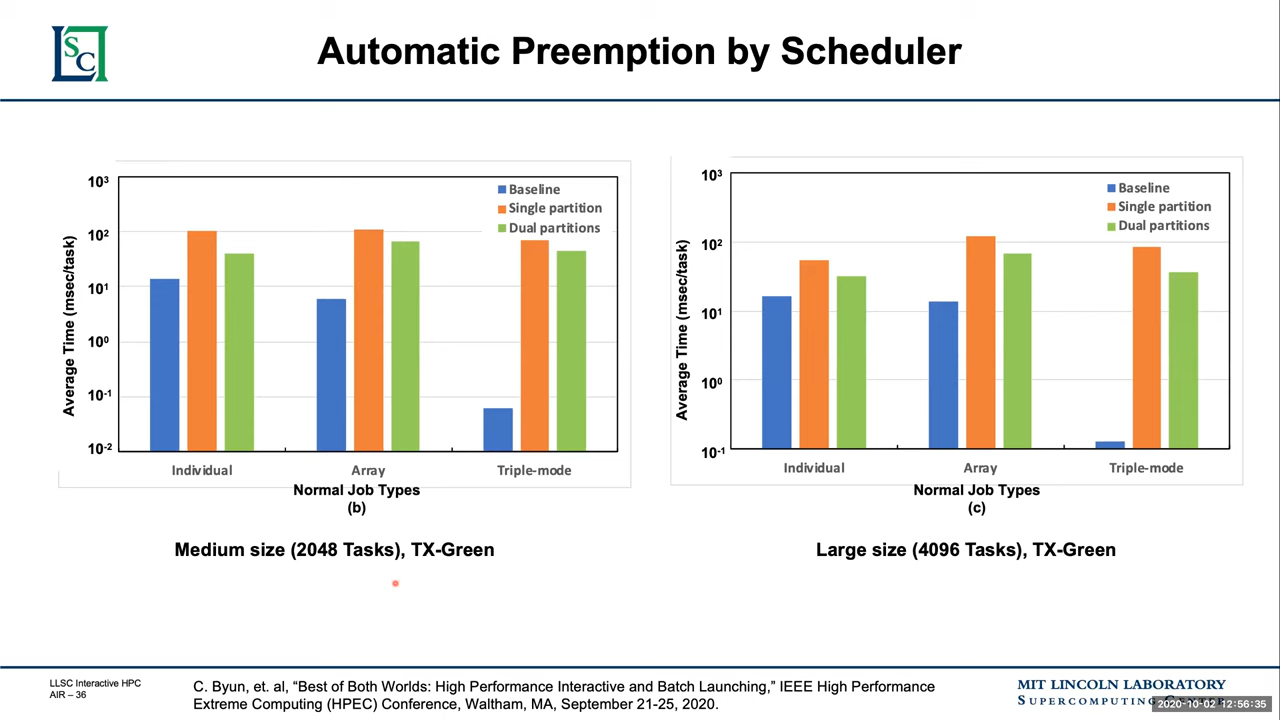 S
C
Automatic Preemption by Scheduler
10³
10²
10¹
10⁰
10⁻¹
10⁻²
Average Time (msec/task)
Baseline
Single partition
Dual partitions
Individual
Array
Triple-mode
Normal Job Types
(b)
Medium size (2048 Tasks), TX-Green
10³
10²
10¹
10⁰
10⁻¹
Average Time (msec/task)
Baseline
Single partition
Dual partitions
Individual
Array
Triple-mode
Normal Job Types
(c)
Large size (4096 Tasks), TX-Green
LLSC Interactive HPC
AIR – 36
C. Byun, et. al, “Best of Both Worlds: High Performance Interactive and Batch Launching,” IEEE High Performance
Extreme Computing (HPEC) Conference, Waltham, MA, September 21-25, 2020.
MIT LINCOLN LABORATORY
SUPERCOMPUTING CENTER
2020-10-02 12:56:35